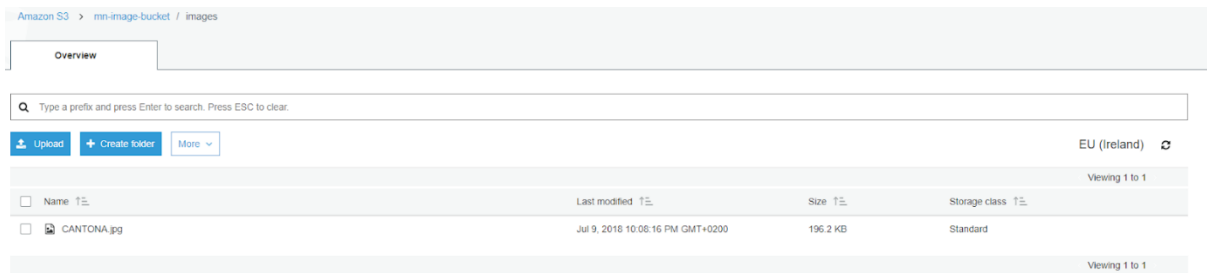 Amazon S3 > mn-image-bucket / images
Overview
Type a prefix and press Enter to search. Press ESC to clear.
Upload + Create folder More EU (Ireland)
Viewing 1 to 1
Name Last modified Size Storage class
CANTONA.jpg Jul 9, 2018 10:08:16 PM GMT+0200 196.2 KB Standard
Viewing 1 to 1